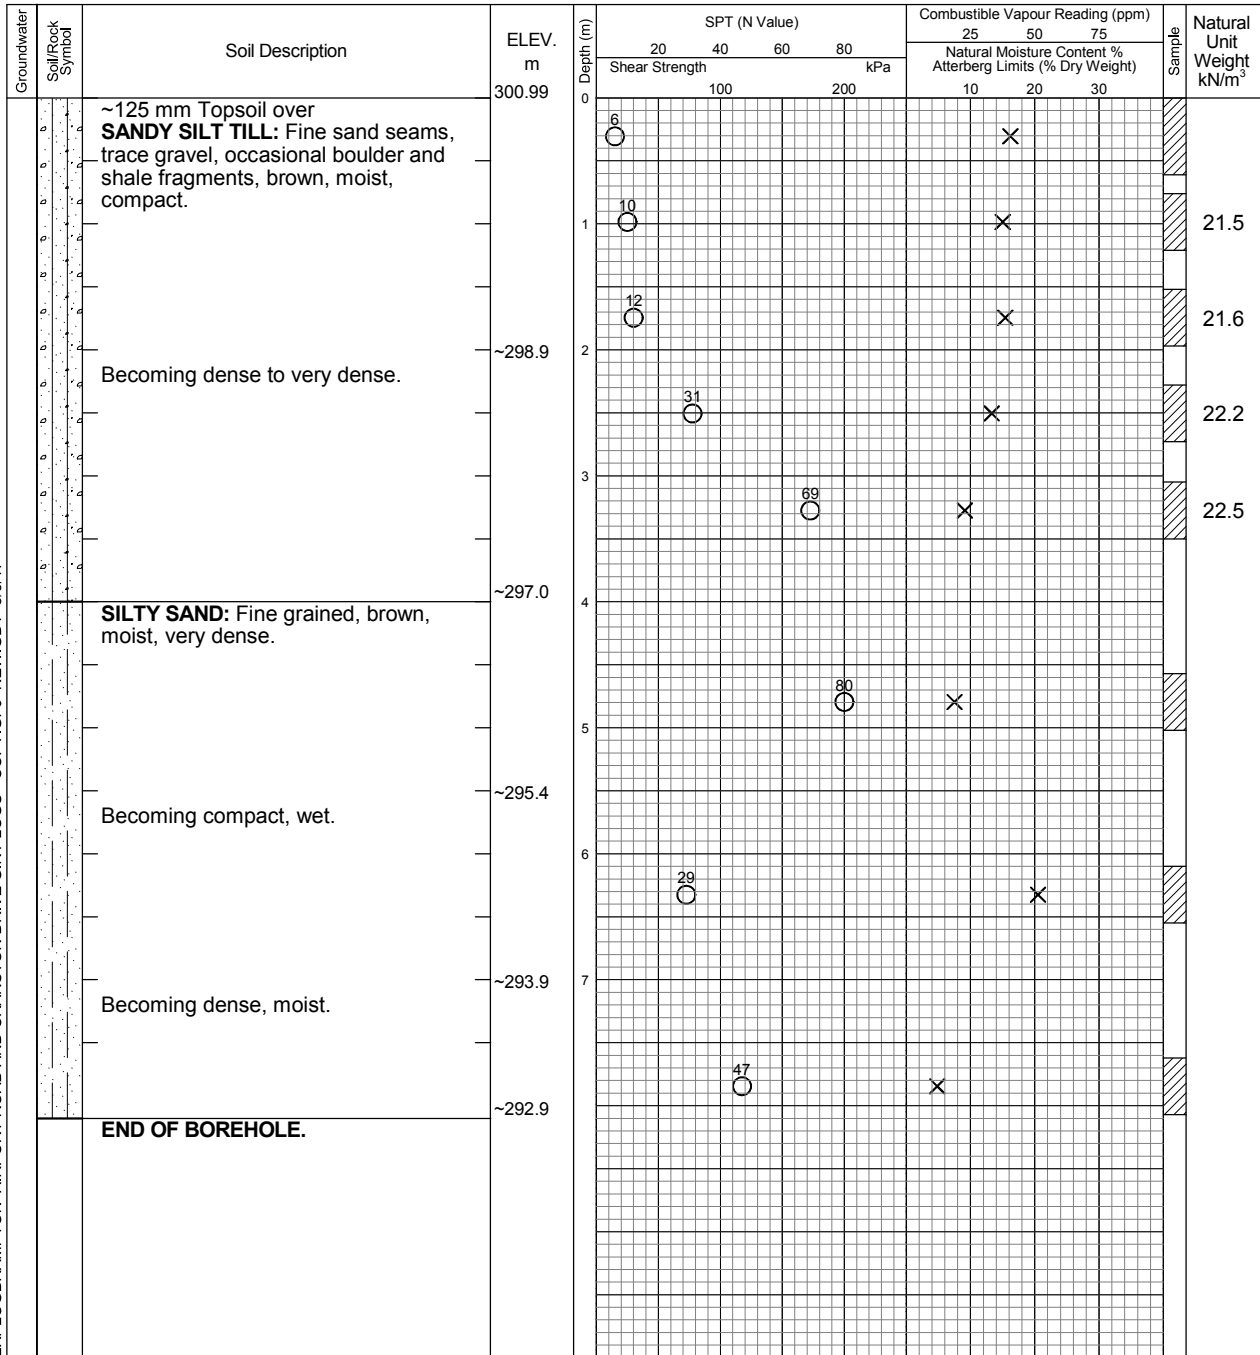 Groundwater
Soil/Rock
Symbol
Soil Description
ELEV.
m
300.99
Depth (m)
SPT (N Value)
20 40 60 80
Shear Strength kPa
100 200
Combustible Vapour Reading (ppm)
25 50 75
Natural Moisture Content %
Atterberg Limits (% Dry Weight)
10 20 30
Sample
Natural
Unit
Weight
kN/m³
0
~125 mm Topsoil over
SANDY SILT TILL: Fine sand seams,
trace gravel, occasional boulder and
shale fragments, brown, moist,
compact.
6
10
1
21.5
12
21.6
~298.9
2
Becoming dense to very dense.
31
22.2
3
69
22.5
~297.0
4
SILTY SAND: Fine grained, brown,
moist, very dense.
80
5
~295.4
Becoming compact, wet.
6
29
~293.9
7
Becoming dense, moist.
47
~292.9
END OF BOREHOLE.